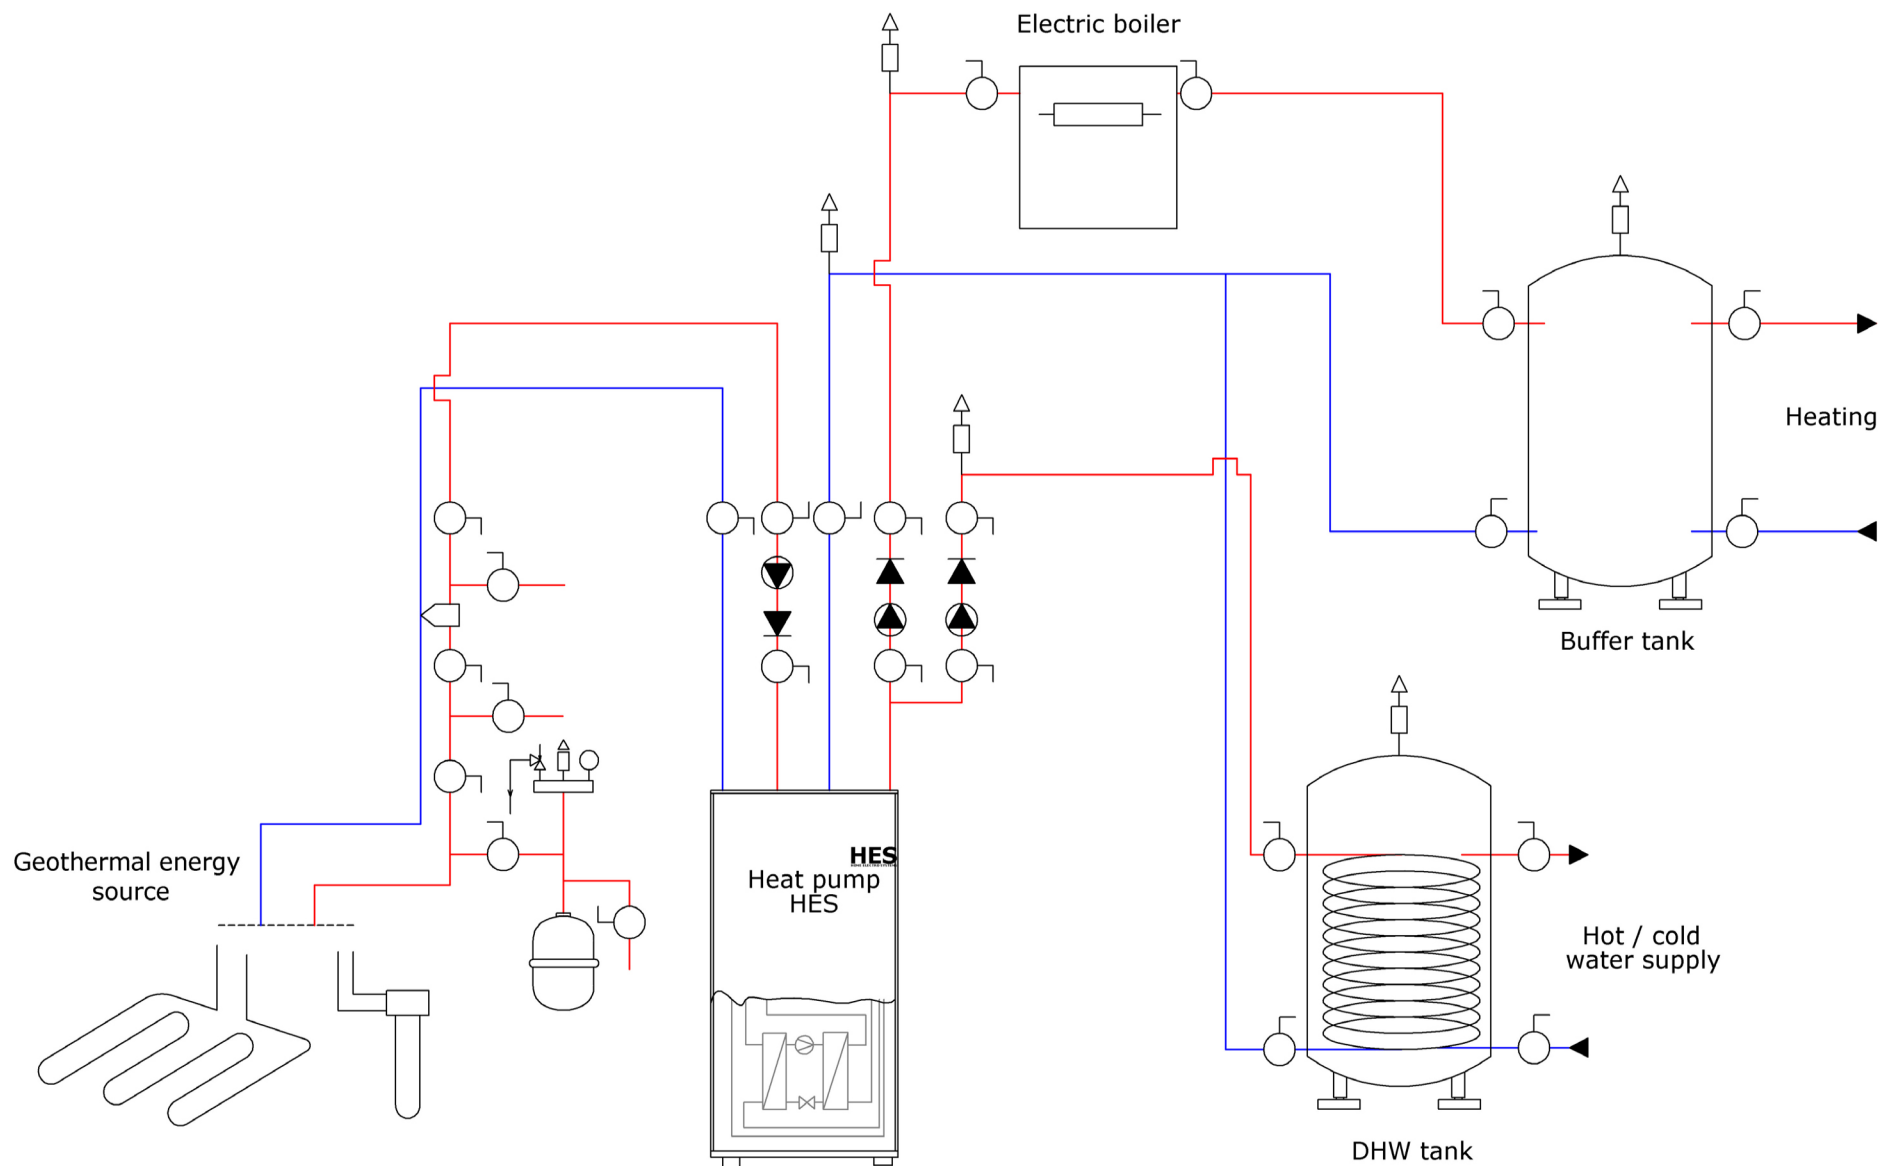 Electric boiler
Heating
Buffer tank
HES
Heat pump
HES
Geothermal energy
source
Hot / cold
water supply
DHW tank